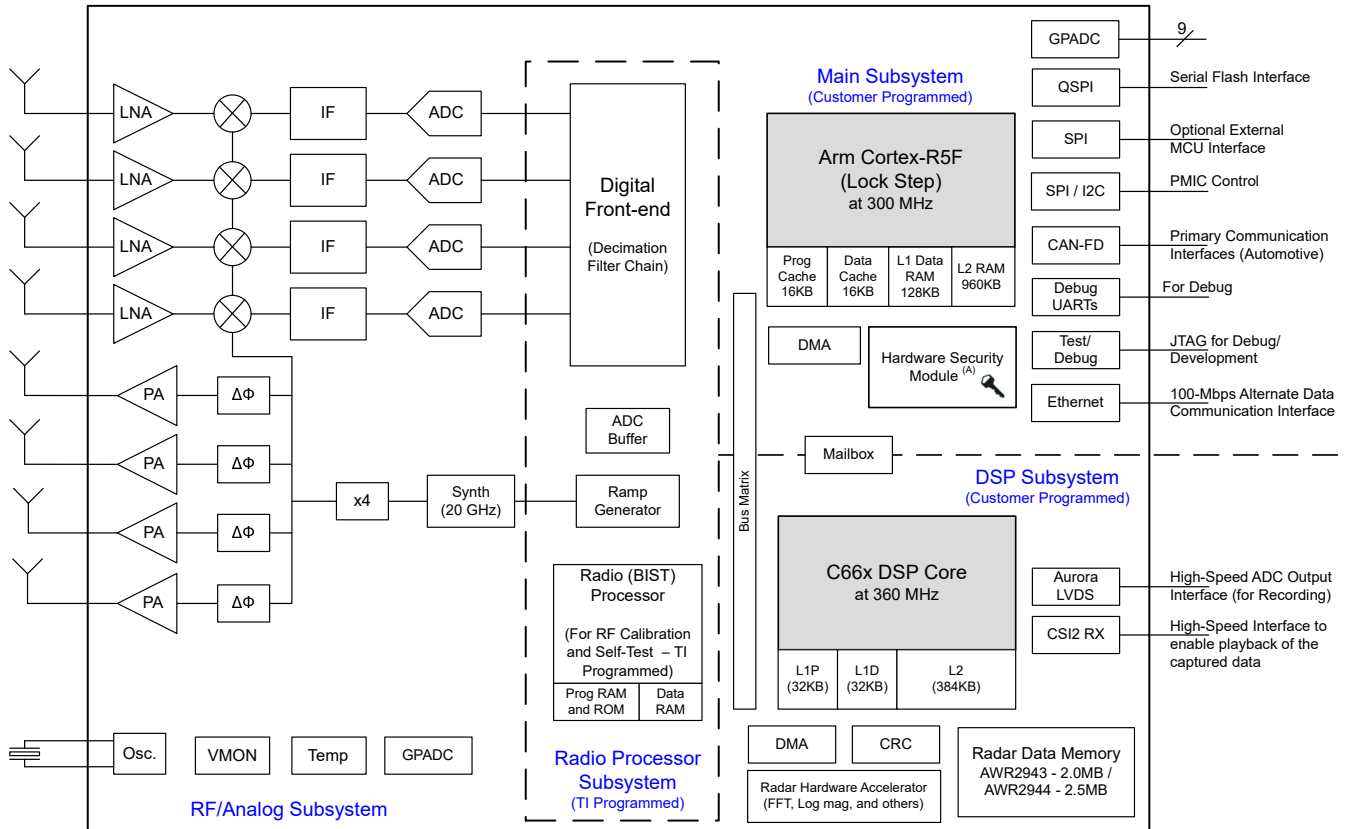 GPADC
9
QSPI
Serial Flash Interface
SPI
Optional External
MCU Interface
SPI / I2C
PMIC Control
CAN-FD
Primary Communication
Interfaces (Automotive)
Debug
UARTs
For Debug
Test/
Debug
JTAG for Debug/
Development
Ethernet
100-Mbps Alternate Data
Communication Interface
Main Subsystem
(Customer Programmed)
Arm Cortex-R5F
(Lock Step)
at 300 MHz
Prog
Cache
16KB
Data
Cache
16KB
L1 Data
RAM
128KB
L2 RAM
960KB
DMA
Hardware Security
Module (A)
LNA
IF
ADC
LNA
IF
ADC
LNA
IF
ADC
LNA
IF
ADC
Digital
Front-end
(Decimation
Filter Chain)
PA
ΔΦ
PA
ΔΦ
PA
ΔΦ
PA
ΔΦ
x4
Synth
(20 GHz)
ADC
Buffer
Ramp
Generator
Radio (BIST)
Processor
(For RF Calibration
and Self-Test – TI
Programmed)
Prog RAM
and ROM
Data
RAM
Radio Processor
Subsystem
(TI Programmed)
Bus Matrix
Mailbox
DSP Subsystem
(Customer Programmed)
C66x DSP Core
at 360 MHz
L1P
(32KB)
L1D
(32KB)
L2
(384KB)
Aurora
LVDS
High-Speed ADC Output
Interface (for Recording)
CSI2 RX
High-Speed Interface to
enable playback of the
captured data
DMA
CRC
Radar Hardware Accelerator
(FFT, Log mag, and others)
Radar Data Memory
AWR2943 - 2.0MB /
AWR2944 - 2.5MB
Osc.
VMON
Temp
GPADC
RF/Analog Subsystem